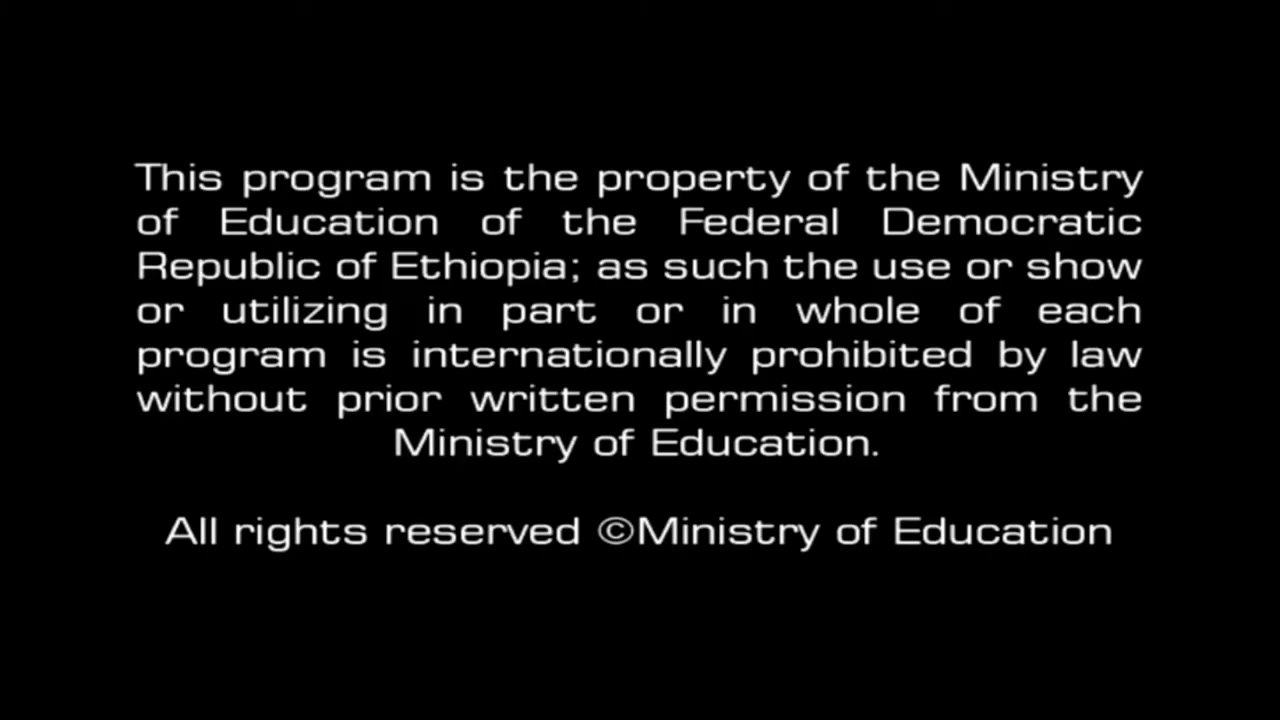 This program is the property of the Ministry
of Education of the Federal Democratic
Republic of Ethiopia; as such the use or show
or utilizing in part or in whole of each
program is internationally prohibited by law
without prior written permission from the
Ministry of Education.
All rights reserved ©Ministry of Education